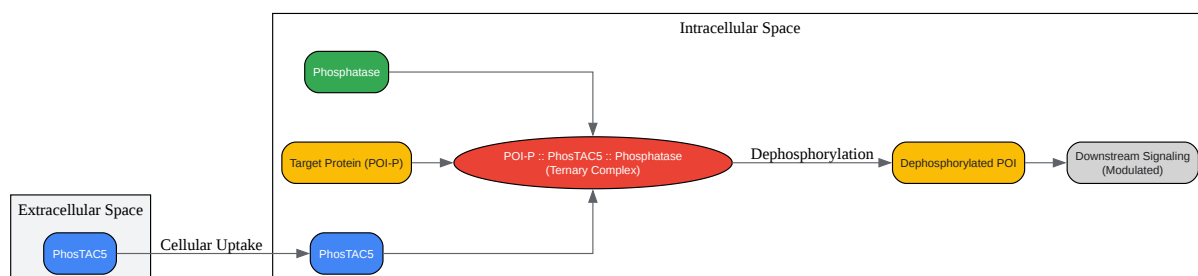 Intracellular Space
Phosphatase
Target Protein (POI-P)
POI-P :: PhosTAC5 :: Phosphatase
(Ternary Complex)
Dephosphorylation
Dephosphorylated POI
Downstream Signaling
(Modulated)
Extracellular Space
PhosTAC5
Cellular Uptake
PhosTAC5